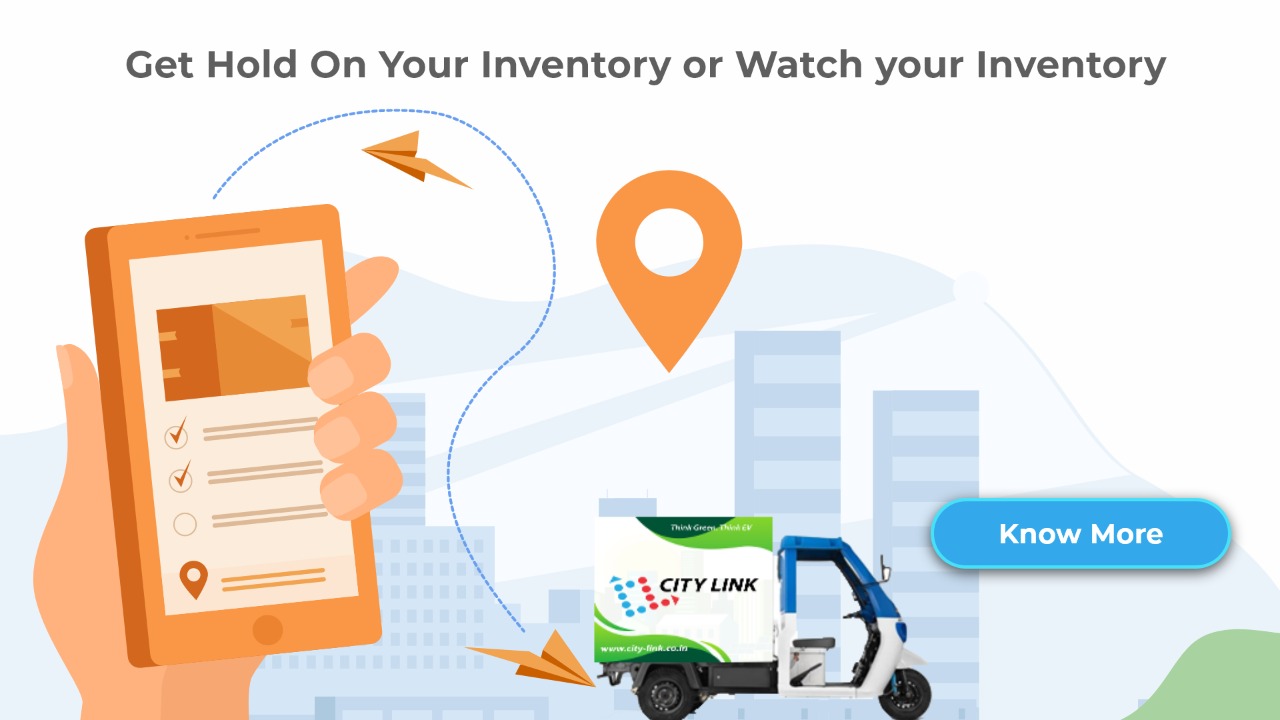 Get Hold On Your Inventory or Watch your Inventory
Think Green, Think EV
CITY LINK
www.city-link.co.in
Know More